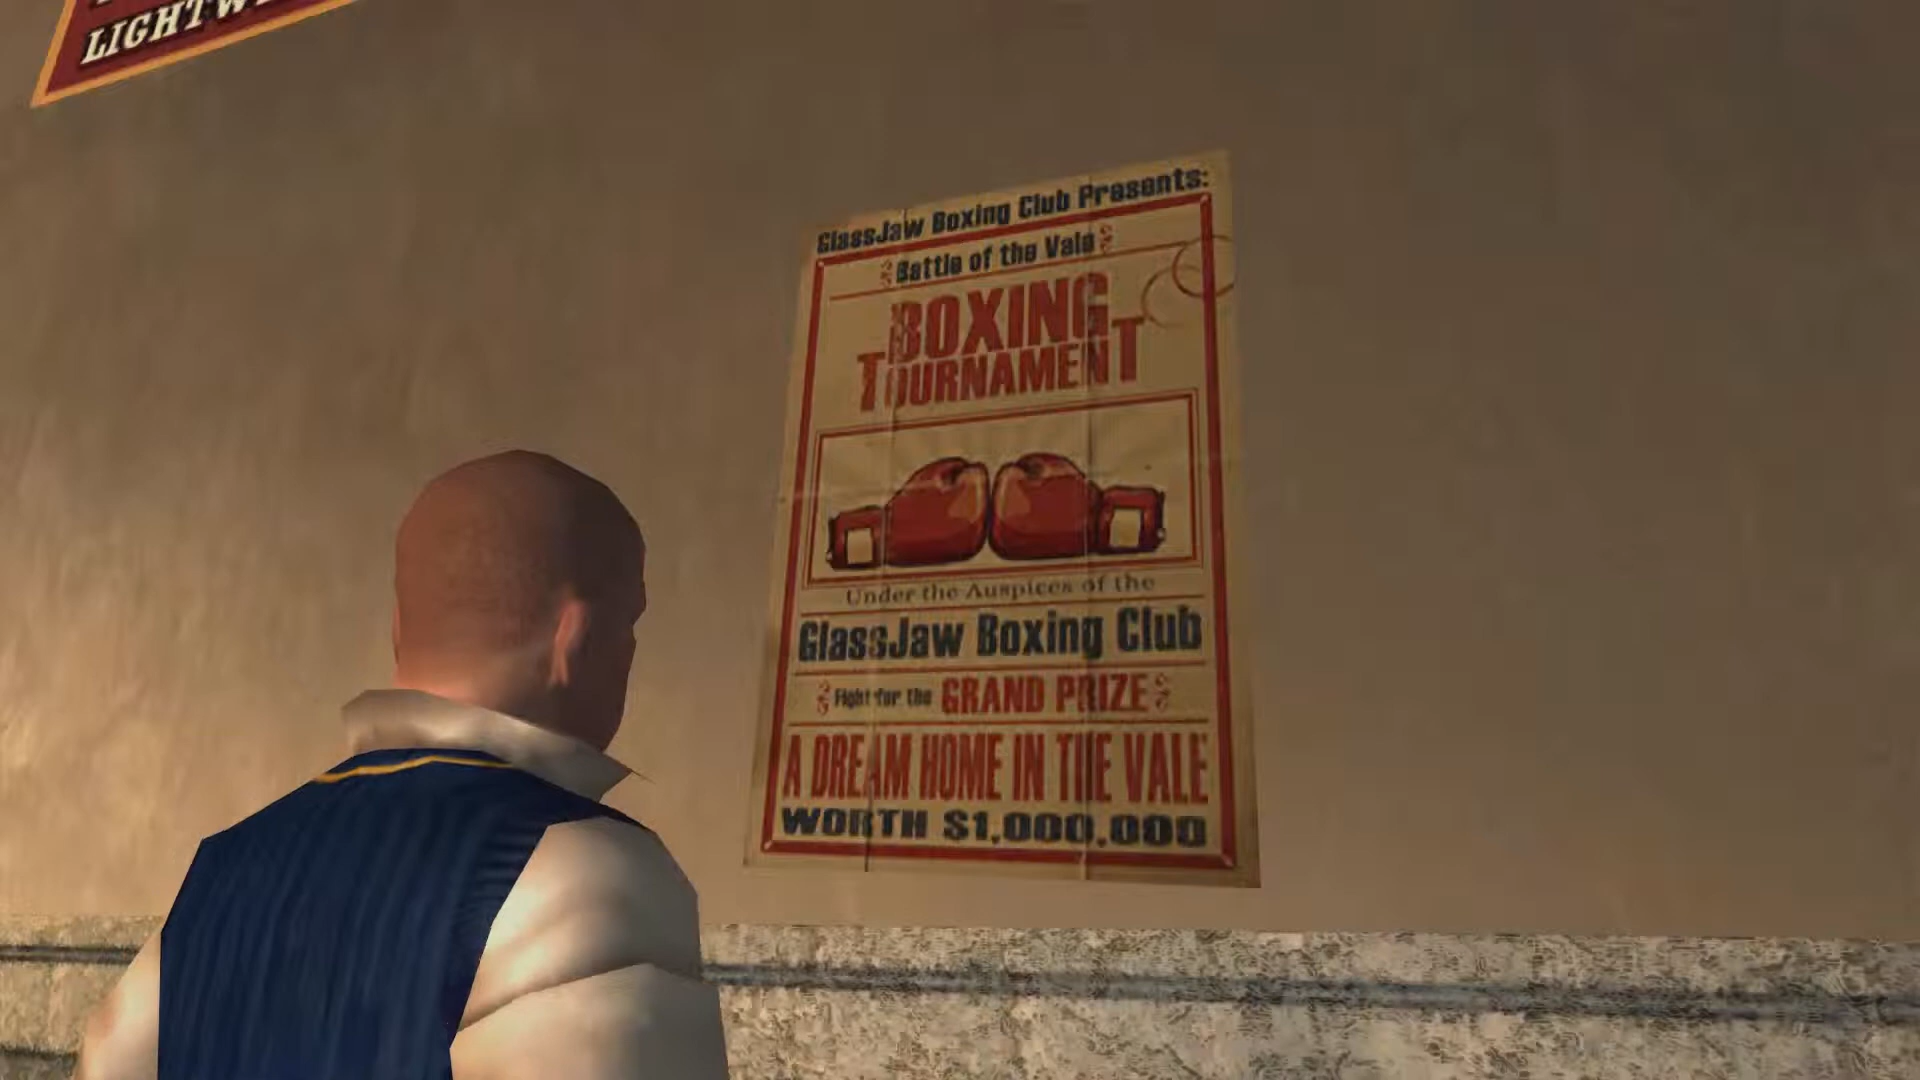 LIGHTW
GlassJaw Boxing Club Presents:
Battle of the Vale
BOXING
TOURNAMENT
Under the Auspices of the
GlassJaw Boxing Club
Fight for the GRAND PRIZE
A DREAM HOME IN THE VALE
WORTH $1,000,000